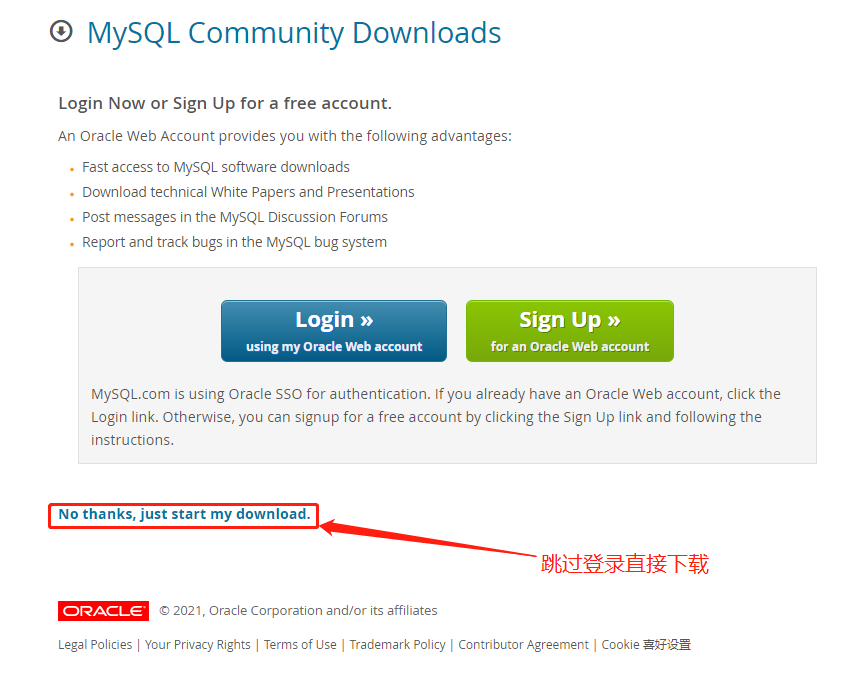 MySQL Community Downloads
Login Now or Sign Up for a free account.
An Oracle Web Account provides you with the following advantages:
Fast access to MySQL software downloads
Download technical White Papers and Presentations
Post messages in the MySQL Discussion Forums
Report and track bugs in the MySQL bug system
Login »
using my Oracle Web account
Sign Up »
for an Oracle Web account
MySQL.com is using Oracle SSO for authentication. If you already have an Oracle Web account, click the
Login link. Otherwise, you can signup for a free account by clicking the Sign Up link and following the
instructions.
No thanks, just start my download.
跳过登录直接下载
ORACLE © 2021, Oracle Corporation and/or its affiliates
Legal Policies | Your Privacy Rights | Terms of Use | Trademark Policy | Contributor Agreement | Cookie 喜好设置